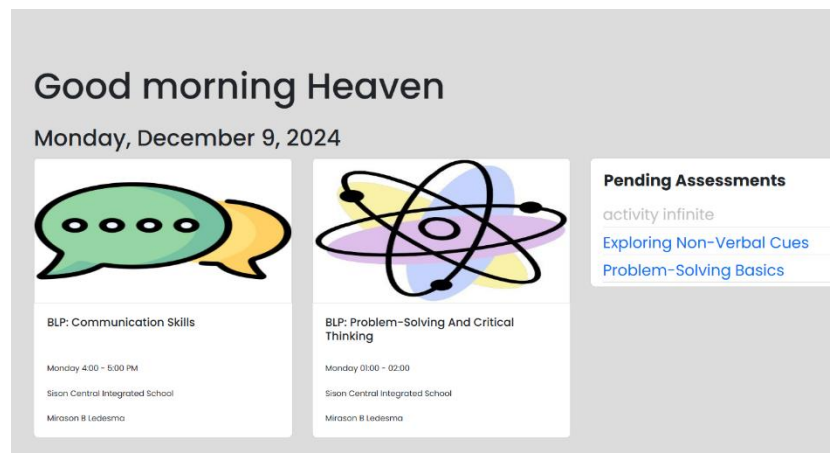 Good morning Heaven
Monday, December 9, 2024
BLP: Communication Skills
Monday 4:00 - 5:00 PM
Sison Central Integrated School
Mirason B Ledesma
BLP: Problem-Solving And Critical
Thinking
Monday 01:00 - 02:00
Sison Central Integrated School
Mirason B Ledesma
Pending Assessments
activity infinite
Exploring Non-Verbal Cues
Problem-Solving Basics